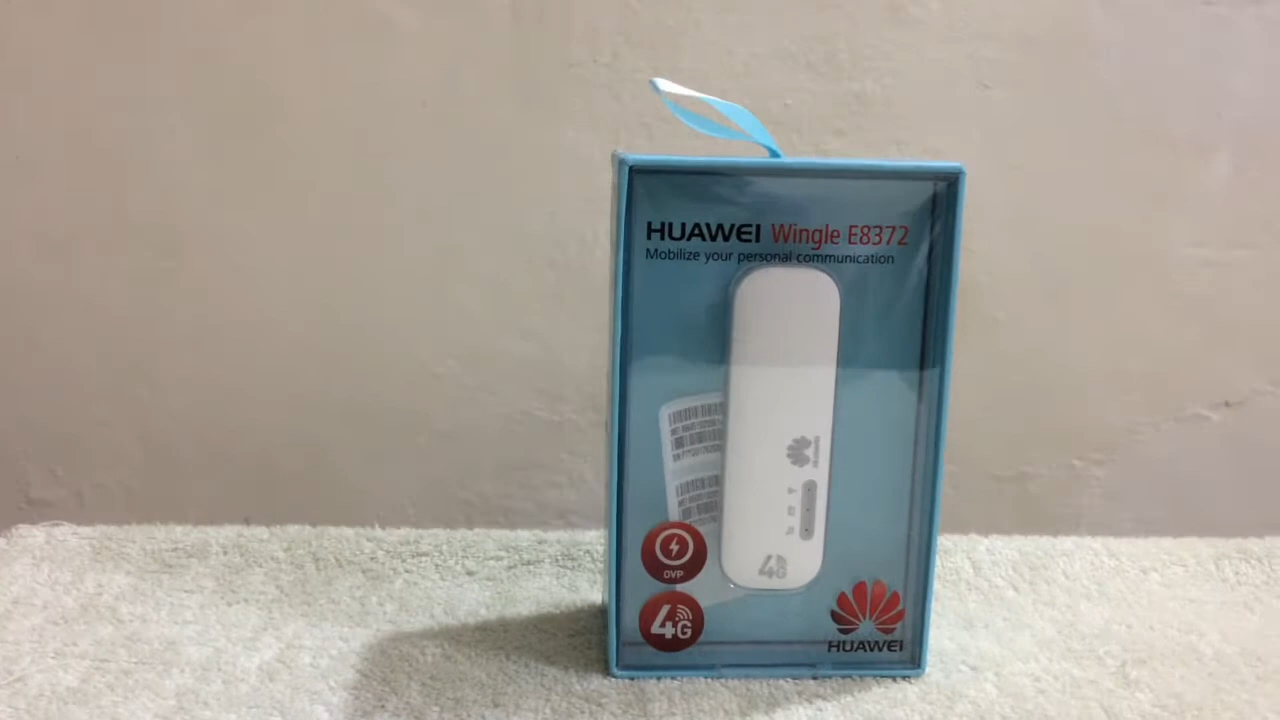 HUAWEI Wingle E8372
Mobilize your personal communication
HUAWEI
4G
OVP
4G
HUAWEI